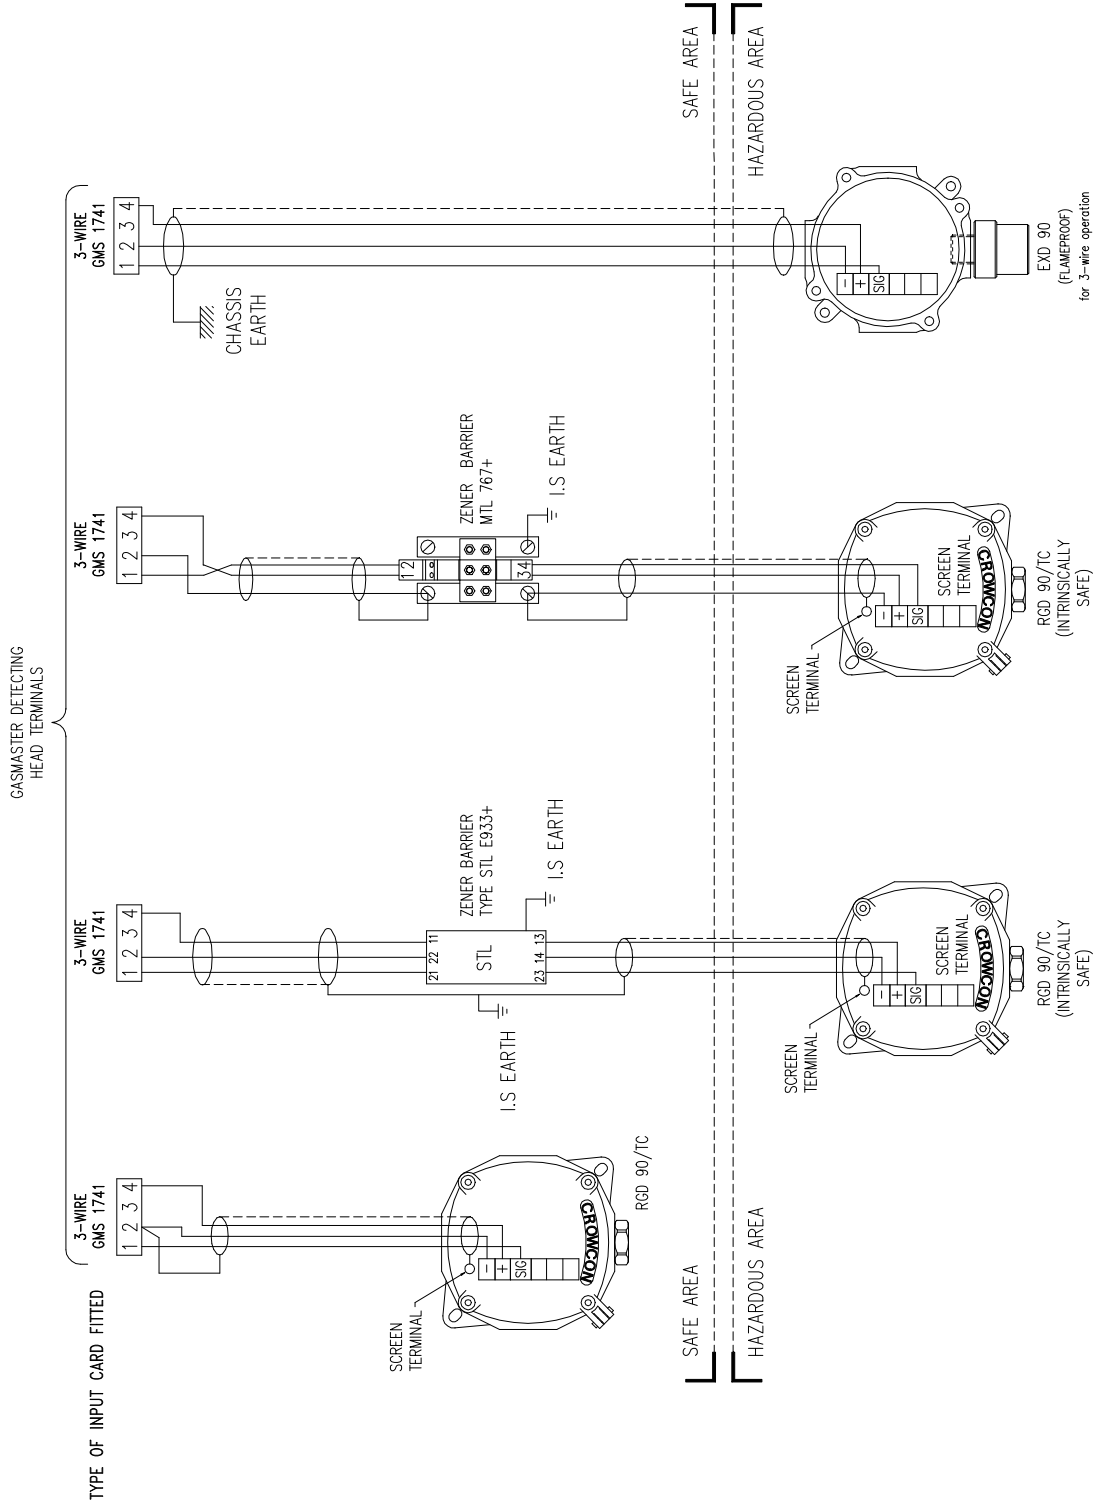 GASMASTER DETECTING
HEAD TERMINALS
TYPE OF INPUT CARD FITTED
3-WIRE
GMS 1741
1 2 3 4
SCREEN
TERMINAL
-
+
SIG
CROWCON
RGD 90/TC
3-WIRE
GMS 1741
1 2 3 4
21 22 11
STL
23 14 13
ZENER BARRIER
TYPE STL E933+
I.S EARTH
I.S EARTH
SCREEN
TERMINAL
-
+
SIG
SCREEN
TERMINAL
CROWCON
RGD 90/TC
(INTRINSICALLY
SAFE)
3-WIRE
GMS 1741
1 2 3 4
1 2
3 4
ZENER BARRIER
MTL 767+
I.S EARTH
SCREEN
TERMINAL
-
+
SIG
SCREEN
TERMINAL
CROWCON
RGD 90/TC
(INTRINSICALLY
SAFE)
3-WIRE
GMS 1741
1 2 3 4
CHASSIS
EARTH
-
+
SIG
EXD 90
(FLAMEPROOF)
for 3-wire operation
SAFE AREA
HAZARDOUS AREA
SAFE AREA
HAZARDOUS AREA